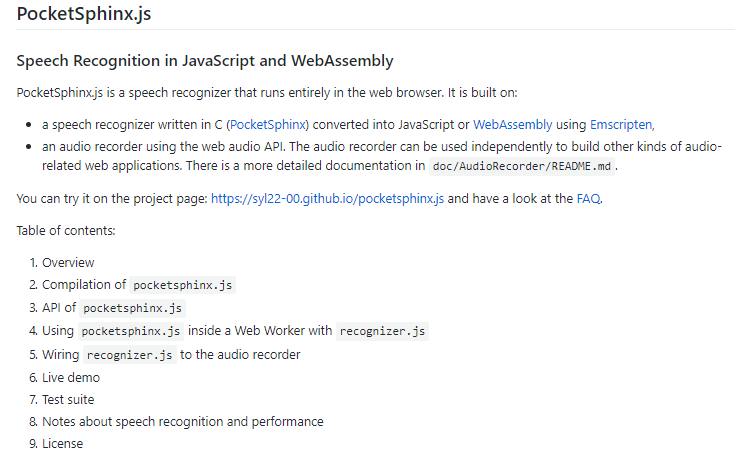 PocketSphinx.js
Speech Recognition in JavaScript and WebAssembly
PocketSphinx.js is a speech recognizer that runs entirely in the web browser. It is built on:
• a speech recognizer written in C (PocketSphinx) converted into JavaScript or WebAssembly using Emscripten,
• an audio recorder using the web audio API. The audio recorder can be used independently to build other kinds of audio-
related web applications. There is a more detailed documentation in doc/AudioRecorder/README.md .
You can try it on the project page: https://syl22-00.github.io/pocketsphinx.js and have a look at the FAQ.
Table of contents:
1. Overview
2. Compilation of pocketsphinx.js
3. API of pocketsphinx.js
4. Using pocketsphinx.js inside a Web Worker with recognizer.js
5. Wiring recognizer.js to the audio recorder
6. Live demo
7. Test suite
8. Notes about speech recognition and performance
9. License